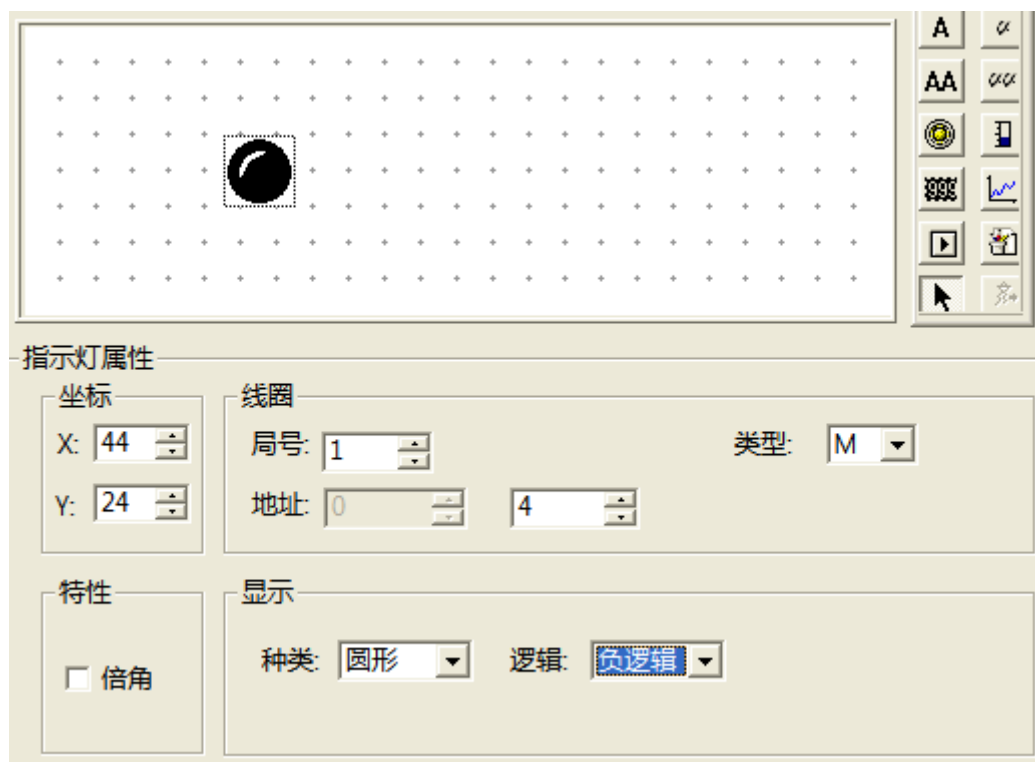 A α
AA αα
指示灯属性
坐标
X: 44
Y: 24
线圈
局号: 1 类型: M
地址: 0 4
特性
倍角
显示
种类: 圆形 逻辑: 负逻辑